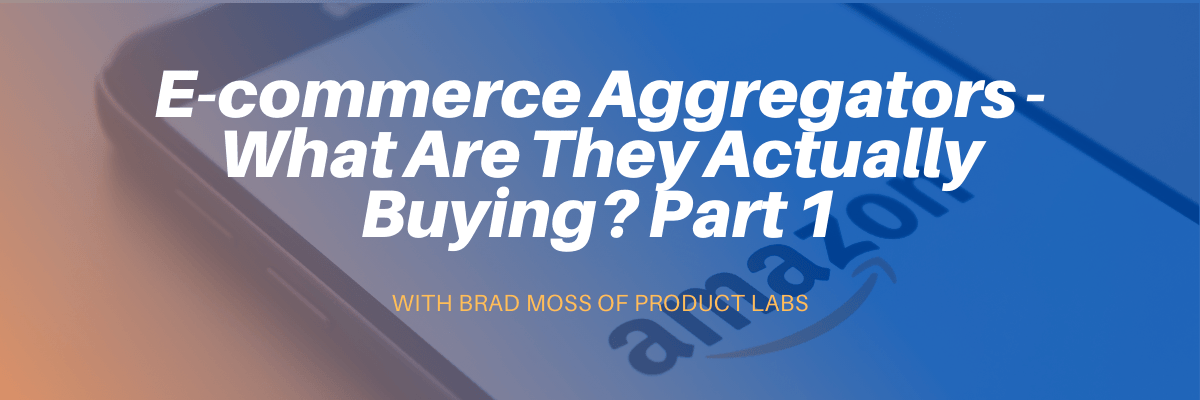 E-commerce Aggregators -
What Are They Actually
Buying? Part 1
WITH BRAD MOSS OF PRODUCT LABS
amazon